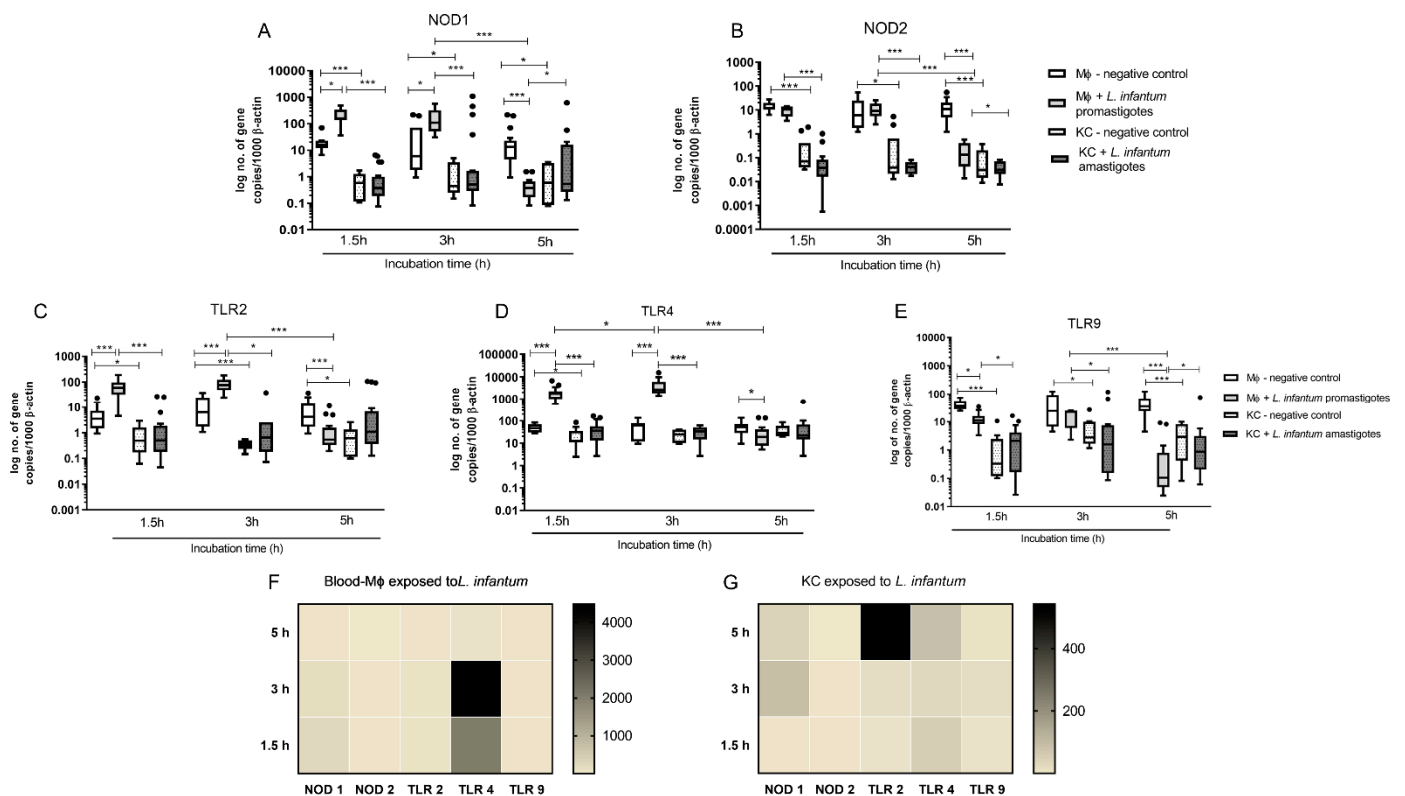 A
NOD1
***
*
***
***
***
*
***
*
*
*
***
10000
1000
100
10
1
0.1
0.01
log no. of gene
copies/1000 β-actin
1.5h
3h
5h
Incubation time (h)
B
NOD2
***
***
***
***
***
***
*
*
1000
100
10
1
0.1
0.01
0.001
0.0001
log no. of gene
copies/1000 β-actin
1.5h
3h
5h
Incubation time (h)
Mϕ - negative control
Mϕ + L. infantum
promastigotes
KC - negative control
KC + L. infantum
amastigotes
C
TLR2
***
***
***
*
***
*
***
***
*
1000
100
10
1
0.1
0.01
0.001
log no. of gene
copies/1000 β-actin
1.5h
3h
5h
Incubation time (h)
D
TLR4
*
***
***
***
*
***
***
*
100000
10000
1000
100
10
1
0.1
0.01
log no. of gene
copies/1000 β-actin
1.5h
3h
5h
Incubation time (h)
E
TLR9
***
*
*
***
*
*
***
*
***
10000
1000
100
10
1
0.1
0.01
log no. of gene
copies/1000 β-actin
1.5h
3h
5h
Incubation time (h)
Mϕ - negative control
Mϕ + L. infantum promastigotes
KC - negative control
KC + L. infantum amastigotes
F
Blood-Mϕ exposed toL. infantum
5 h
3 h
1.5 h
NOD 1 NOD 2 TLR 2 TLR 4 TLR 9
4000
3000
2000
1000
G
KC exposed to L. infantum
5 h
3 h
1.5 h
NOD 1 NOD 2 TLR 2 TLR 4 TLR 9
400
200